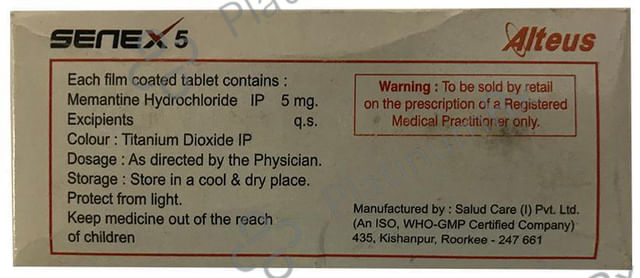 SENEX 5
Alteus
Each film coated tablet contains :
Memantine Hydrochloride IP 5 mg.
Excipients q.s.
Colour : Titanium Dioxide IP
Dosage : As directed by the Physician.
Storage : Store in a cool & dry place.
Protect from light.
Keep medicine out of the reach
of children
Warning : To be sold by retail
on the prescription of a Registered
Medical Practitioner only.
Manufactured by : Salud Care (I) Pvt. Ltd.
(An ISO, WHO-GMP Certified Company)
435, Kishanpur, Roorkee - 247 661